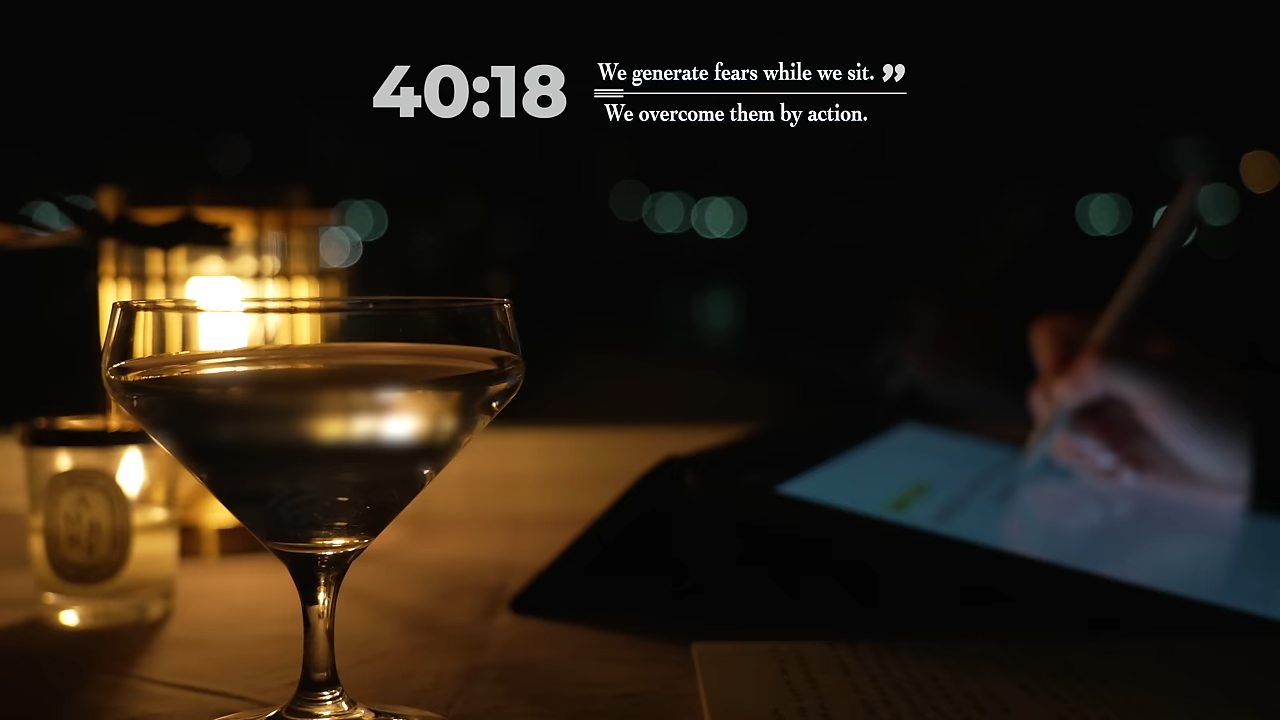 40:18
We generate fears while we sit. ”
We overcome them by action.